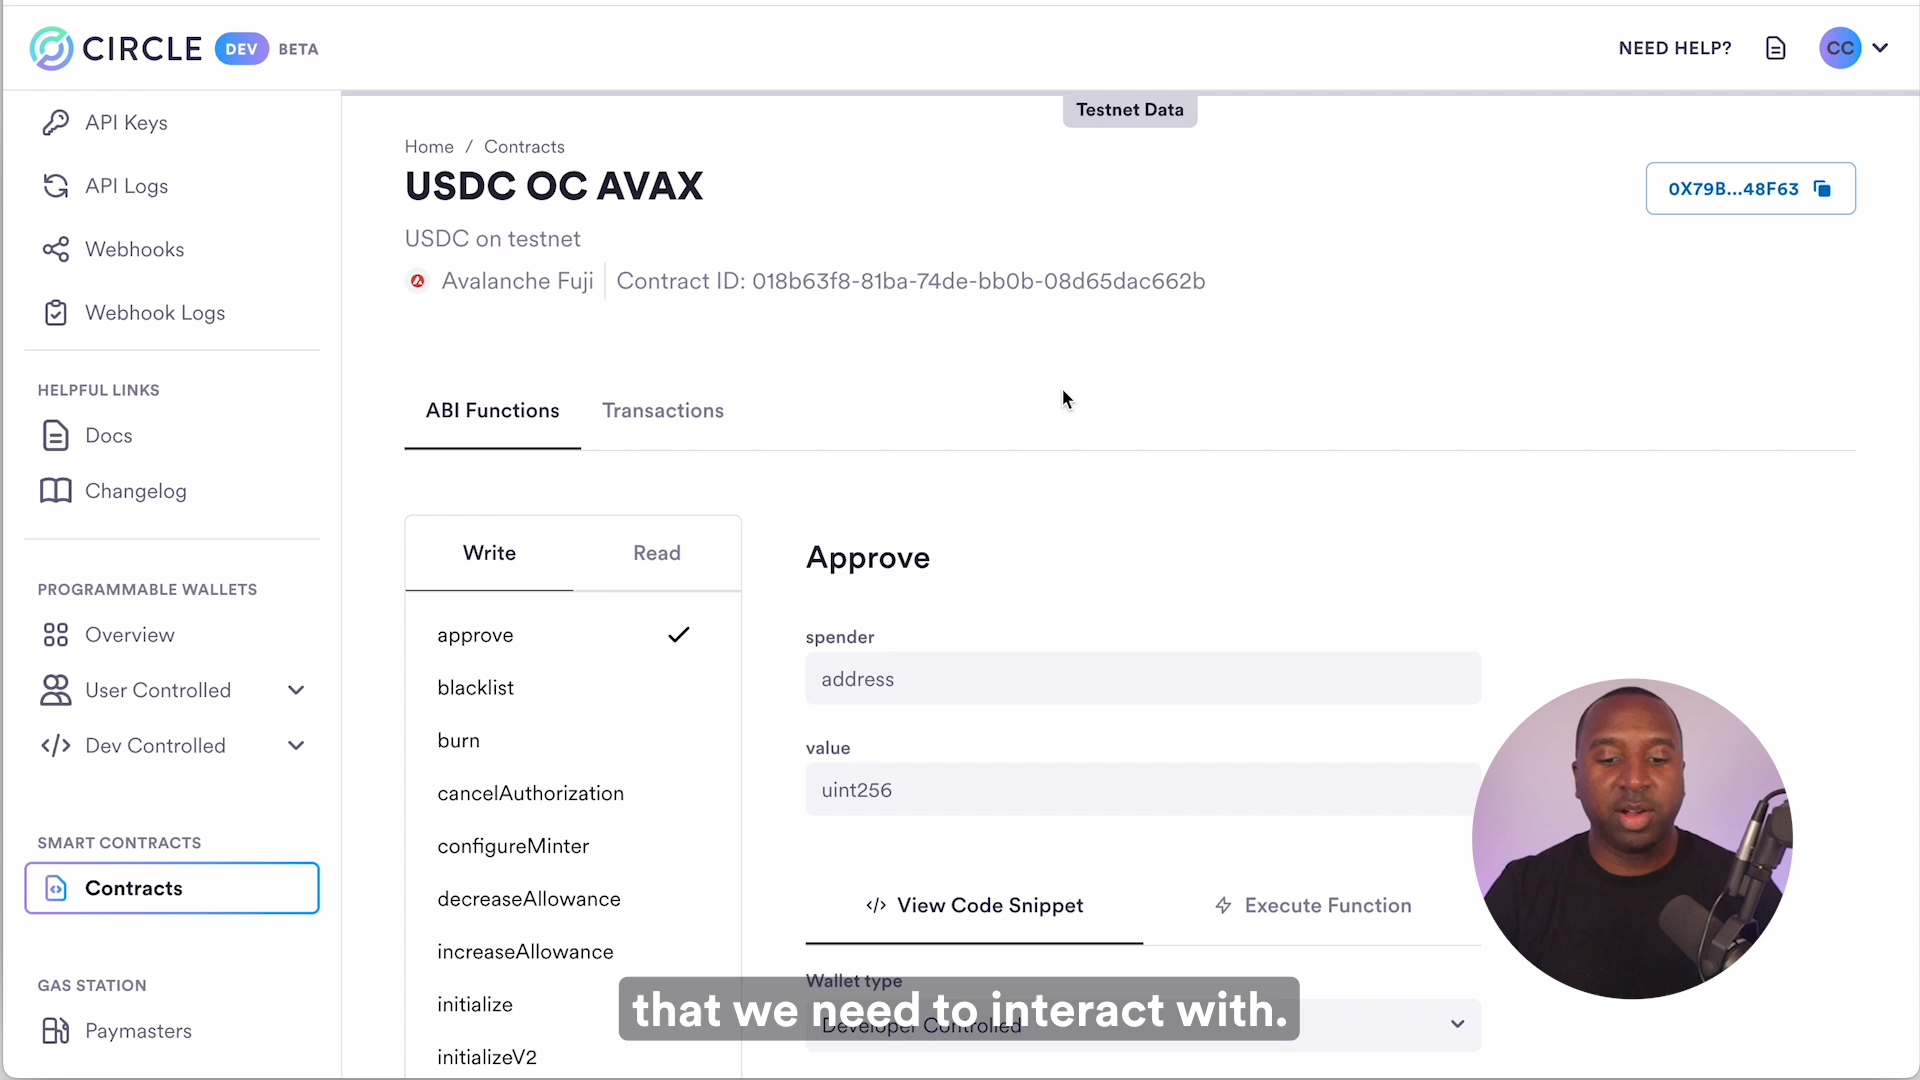 CIRCLE DEV BETA
NEED HELP?
CC
API Keys
API Logs
Webhooks
Webhook Logs
HELPFUL LINKS
Docs
Changelog
PROGRAMMABLE WALLETS
Overview
User Controlled
Dev Controlled
SMART CONTRACTS
Contracts
GAS STATION
Paymasters
Testnet Data
Home / Contracts
USDC OC AVAX
0X79B...48F63
USDC on testnet
Avalanche Fuji
Contract ID: 018b63f8-81ba-74de-bb0b-08d65dac662b
ABI Functions
Transactions
Write
Read
approve
blacklist
burn
cancelAuthorization
configureMinter
decreaseAllowance
increaseAllowance
initialize
initializeV2
Approve
spender
address
value
uint256
</> View Code Snippet
Execute Function
Wallet type
Developer Controlled
that we need to interact with.